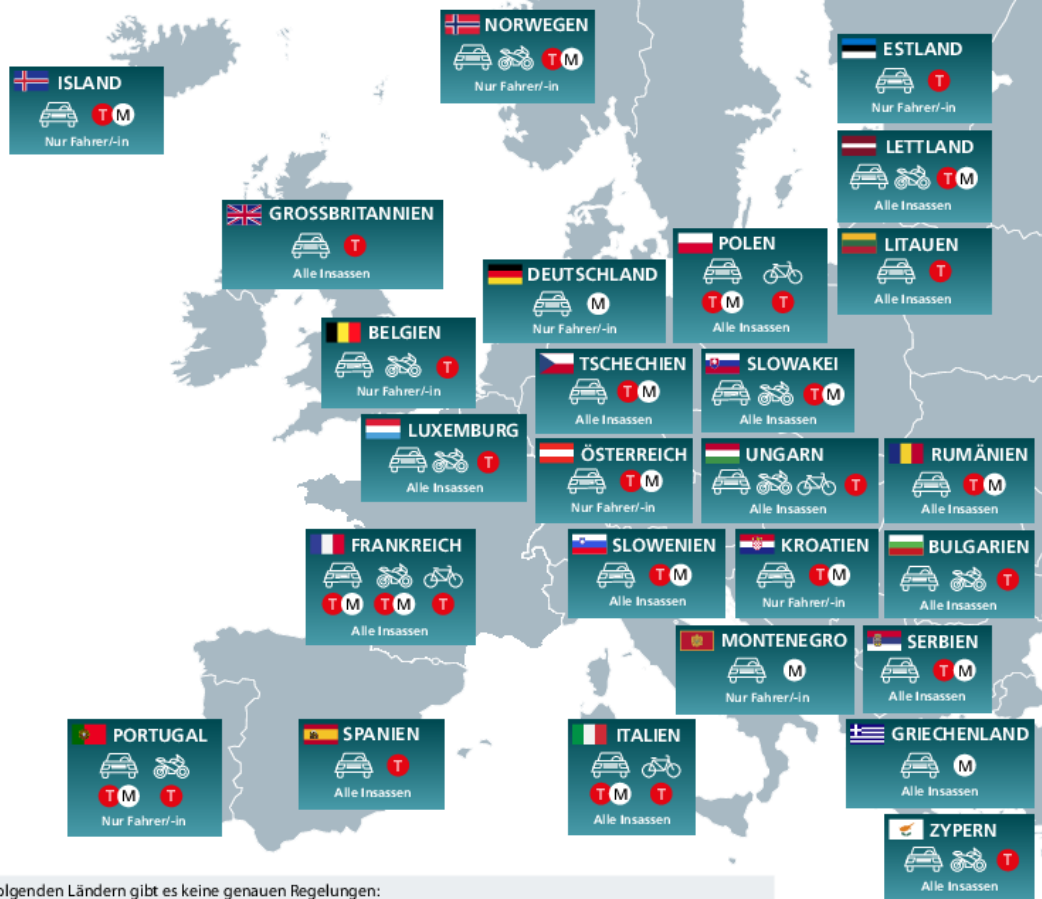 NORWEGEN
T M
Nur Fahrer/-in
ESTLAND
T
Nur Fahrer/-in
ISLAND
T M
Nur Fahrer/-in
LETTLAND
T M
Alle Insassen
GROSSBRITANNIEN
T
Alle Insassen
POLEN
T M T
Alle Insassen
LITAUEN
T
Alle Insassen
DEUTSCHLAND
M
Nur Fahrer/-in
BELGIEN
T
Nur Fahrer/-in
TSCHECHIEN
T M
Alle Insassen
SLOWAKEI
T M
Alle Insassen
LUXEMBURG
T
Alle Insassen
ÖSTERREICH
T M
Nur Fahrer/-in
UNGARN
T
Alle Insassen
RUMÄNIEN
T M
Alle Insassen
FRANKREICH
T M T M T
Alle Insassen
SLOWENIEN
T M
Alle Insassen
KROATIEN
T M
Nur Fahrer/-in
BULGARIEN
T
Alle Insassen
MONTENEGRO
M
Nur Fahrer/-in
SERBIEN
T M
Alle Insassen
PORTUGAL
T M T
Nur Fahrer/-in
SPANIEN
T
Alle Insassen
ITALIEN
T M T
Alle Insassen
GRIECHENLAND
M
Alle Insassen
ZYPERN
T
Alle Insassen
olgenden Ländern gibt es keine genauen Regelungen: